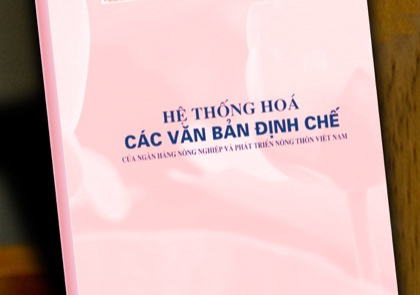 HỆ THỐNG HOÁ
CÁC VĂN BẢN ĐỊNH CHẾ
CỦA NGÂN HÀNG NÔNG NGHIỆP VÀ PHÁT TRIỂN NÔNG THÔN VIỆT NAM